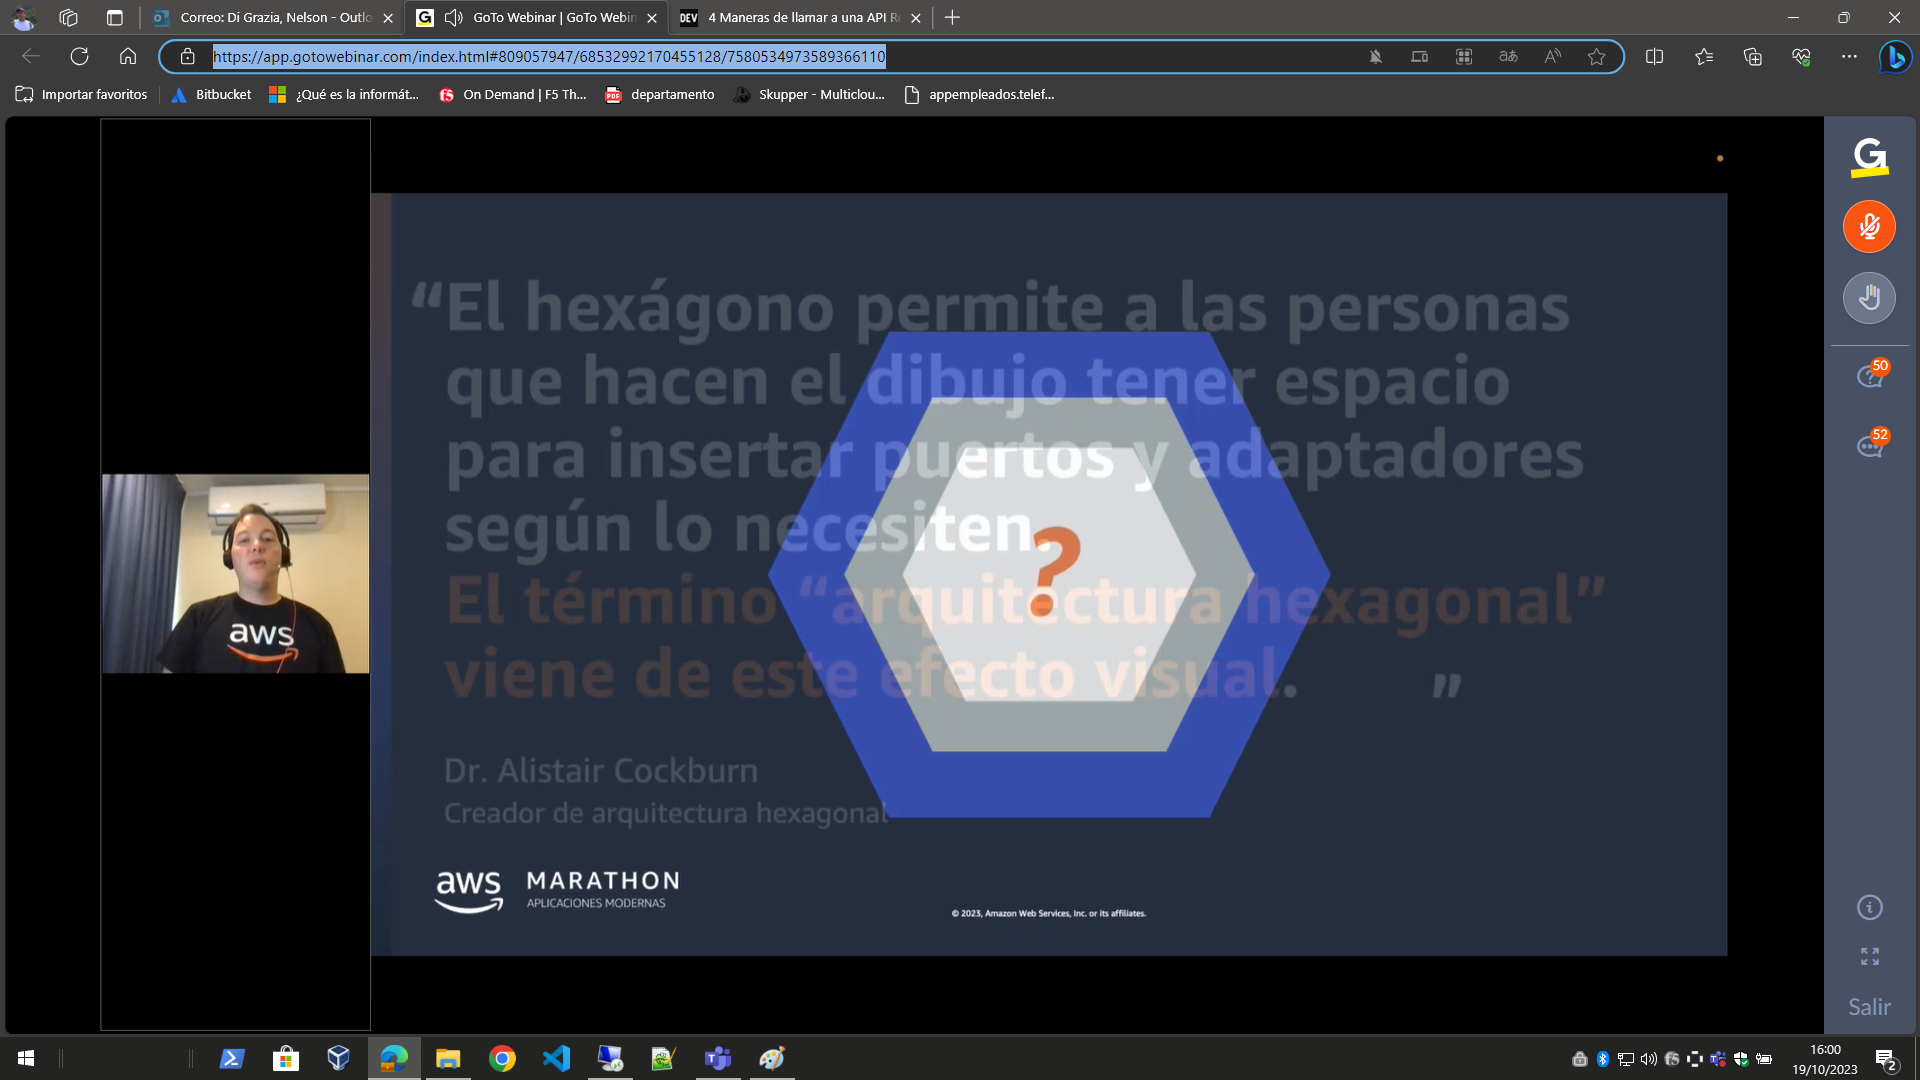 Correo: Di Grazia, Nelson - Outlo
GoTo Webinar | GoTo Webin
DEV
4 Maneras de llamar a una API Re
https://app.gotowebinar.com/index.html#809057947/68532992170455128/7580534973589366110
Importar favoritos
Bitbucket
¿Qué es la informát...
On Demand | F5 Th...
departamento
Skupper - Multiclou...
appempleados.telef...
“El hexágono permite a las personas
que hacen el dibujo tener espacio
para insertar puertos y adaptadores
según lo necesiten.
El término “arquitectura hexagonal”
viene de este efecto visual. ”
?
Dr. Alistair Cockburn
Creador de arquitectura hexagonal
aws
aws MARATHON
APLICACIONES MODERNAS
© 2023, Amazon Web Services, Inc. or its affiliates.
50
52
Salir
16:00
19/10/2023
2